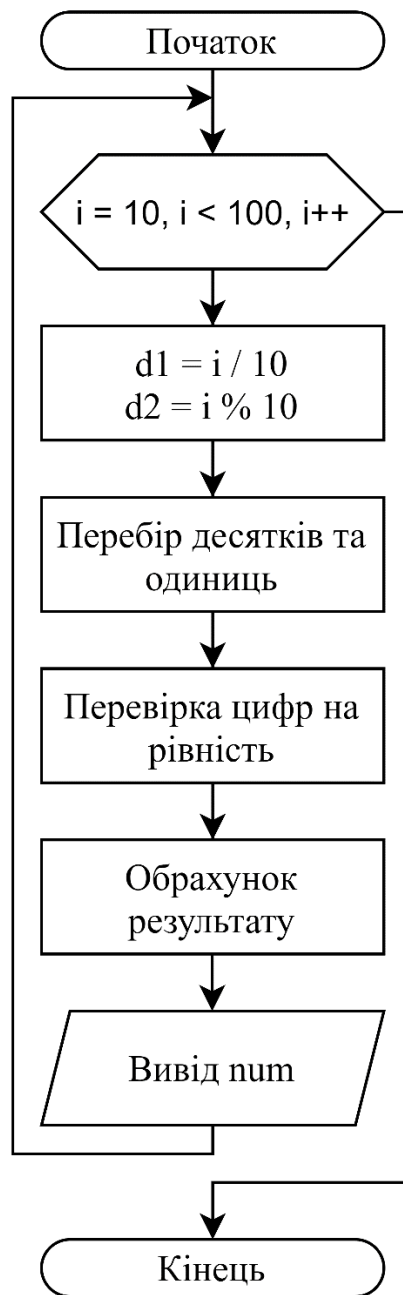 Початок
i = 10, i < 100, i++
d1 = i / 10
d2 = i % 10
Перебір десятків та
одиниць
Перевірка цифр на
рівність
Обрахунок
результату
Вивід num
Кінець